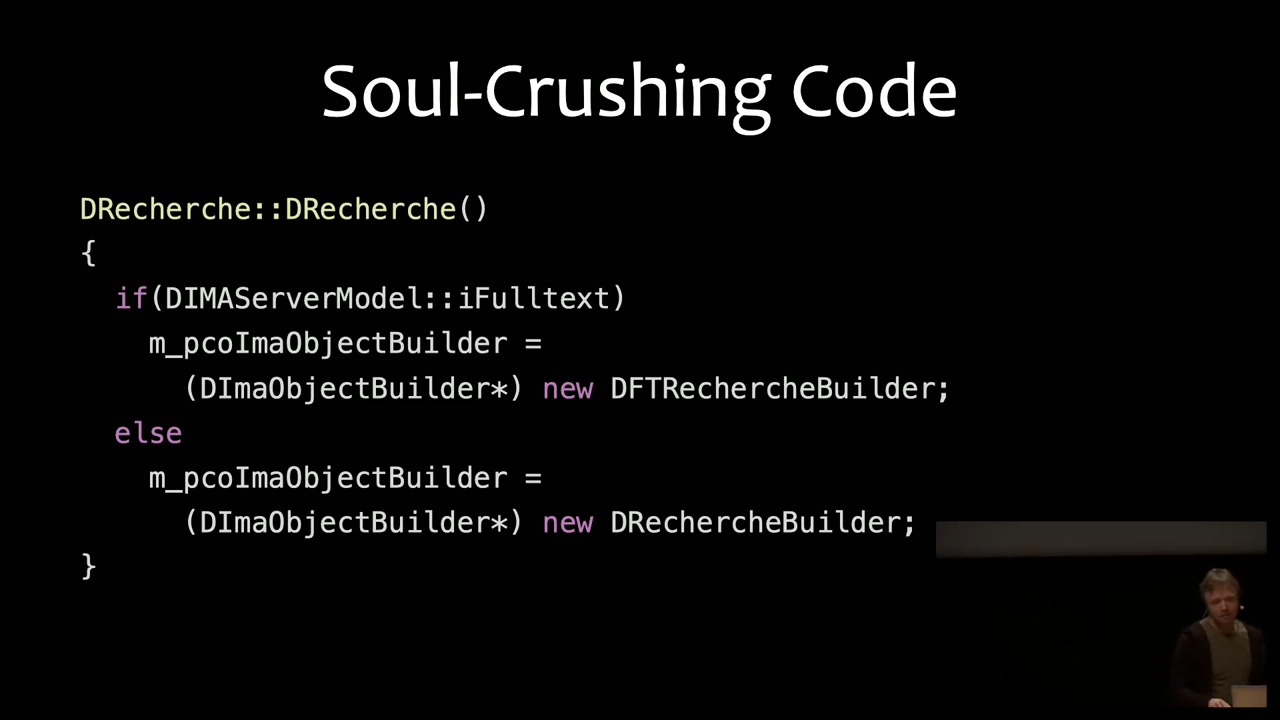 Soul-Crushing Code
DRecherche::DRecherche()
{
if(DIMAServerModel::iFulltext)
m_pcoImaObjectBuilder =
(DImaObjectBuilder*) new DFTRechercheBuilder;
else
m_pcoImaObjectBuilder =
(DImaObjectBuilder*) new DRechercheBuilder;
}